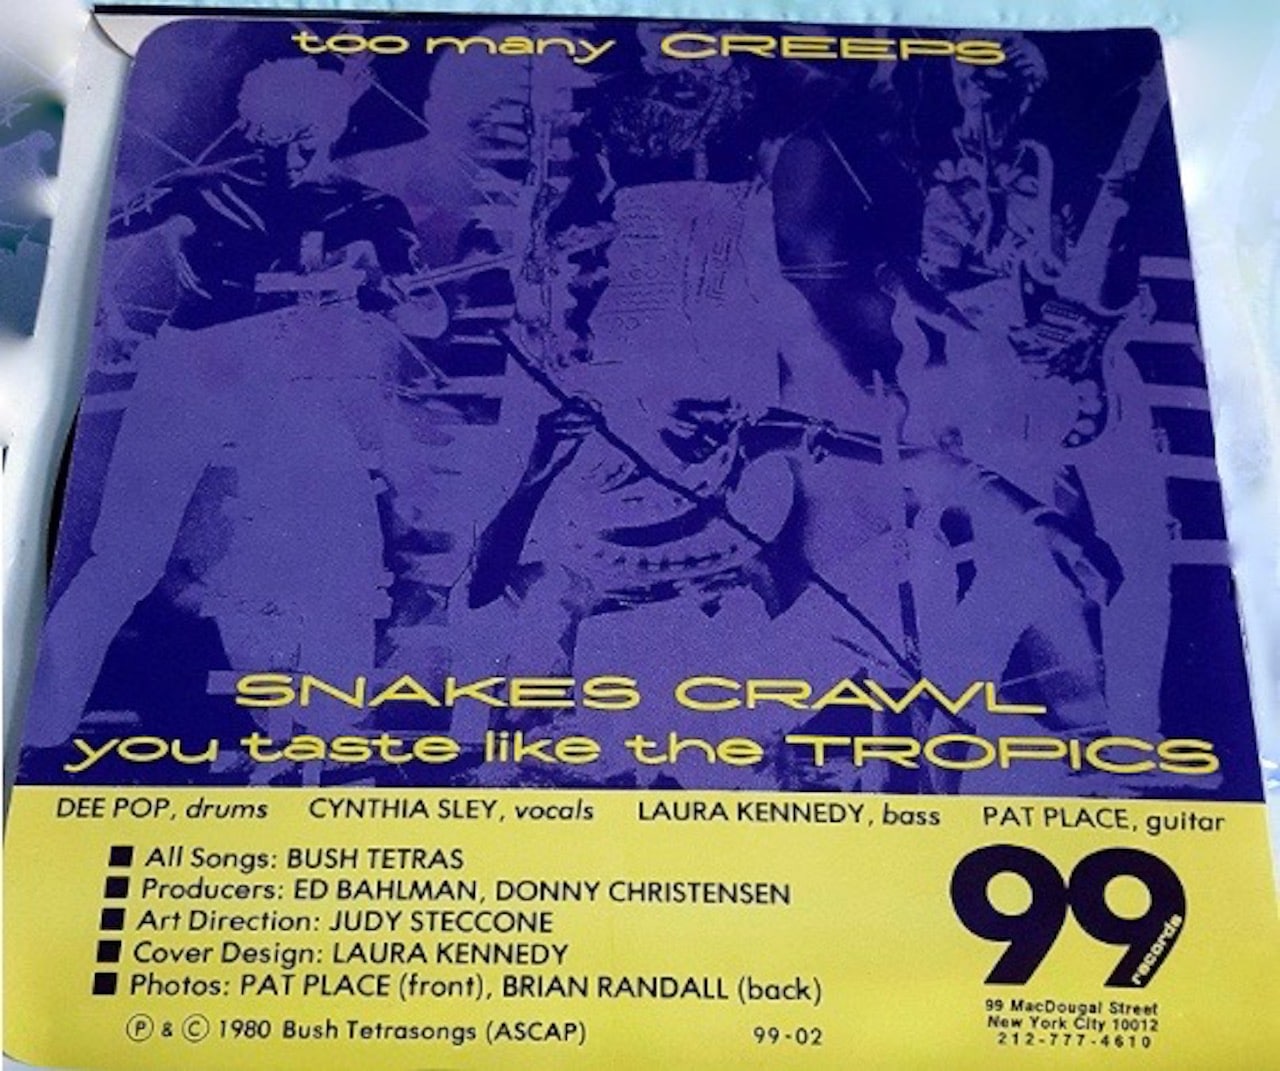 too many CREEPS
SNAKES CRAWL
you taste like the TROPICS
DEE POP, drums CYNTHIA SLEY, vocals LAURA KENNEDY, bass PAT PLACE, guitar
■ All Songs: BUSH TETRAS
■ Producers: ED BAHLMAN, DONNY CHRISTENSEN
■ Art Direction: JUDY STECCONE
■ Cover Design: LAURA KENNEDY
■ Photos: PAT PLACE (front), BRIAN RANDALL (back)
Ⓟ & © 1980 Bush Tetrasongs (ASCAP) 99-02
99
records
99 MacDougal Street
New York City 10012
212-777-4610